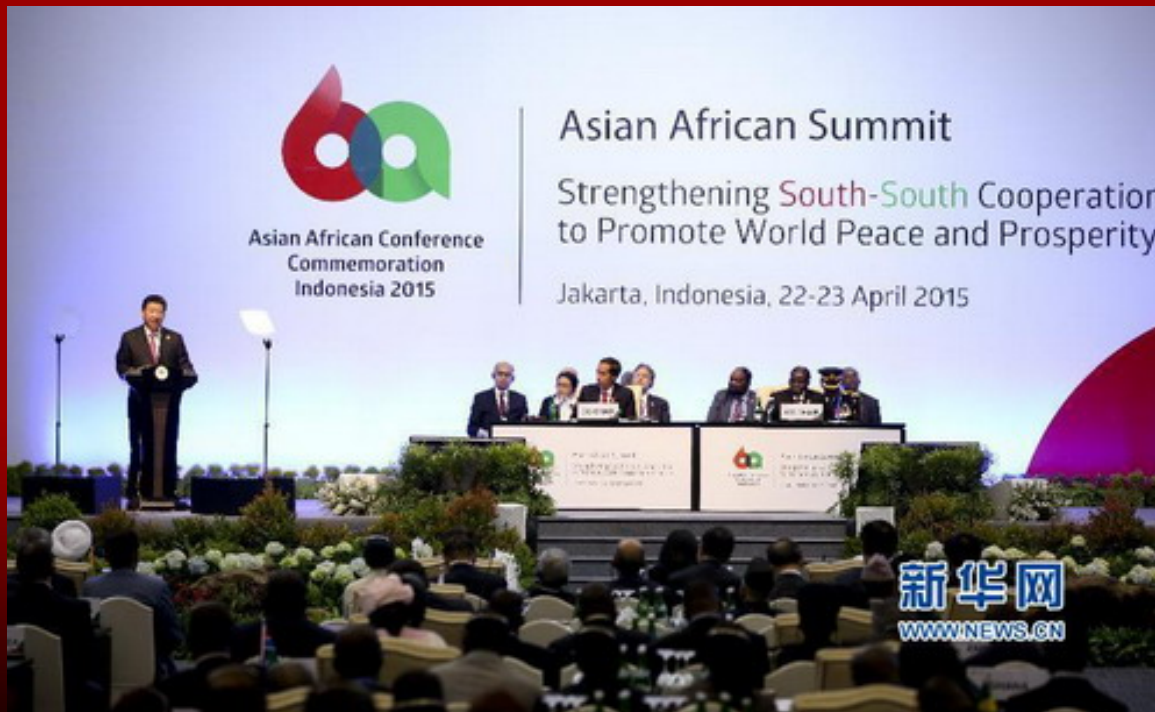 Asian African Conference
Commemoration
Indonesia 2015
Asian African Summit
Strengthening South-South Cooperation
to Promote World Peace and Prosperity
Jakarta, Indonesia, 22-23 April 2015
新华网
WWW.NEWS.CN
GHANA